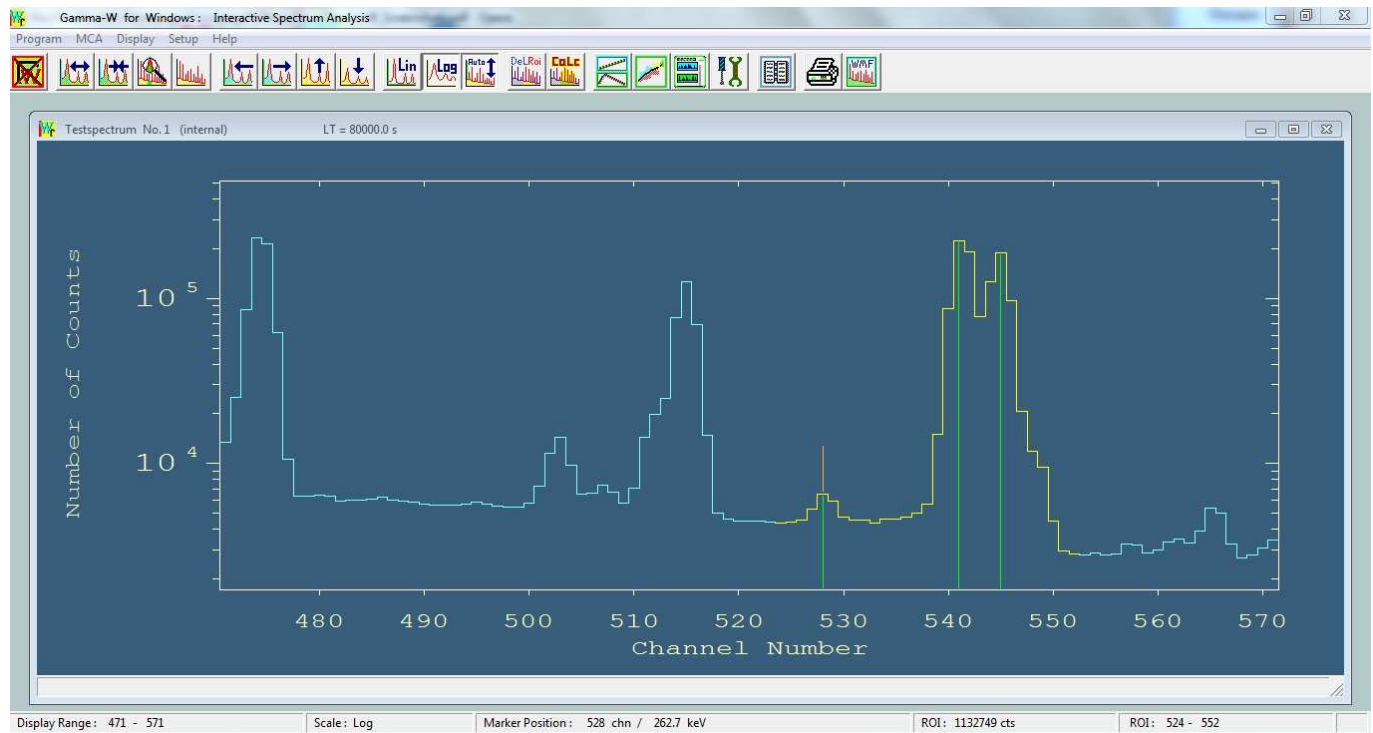 Gamma-W for Windows: Interactive Spectrum Analysis
Program MCA Display Setup Help
Lin Log Auto DeLRoi CaLc WMF
Testspectrum No. 1 (internal) LT = 80000.0 s
Number of Counts
10 5
10 4
480 490 500 510 520 530 540 550 560 570
Channel Number
Display Range: 471 - 571 Scale: Log Marker Position: 528 chn / 262.7 keV ROI: 1132749 cts ROI: 524 - 552